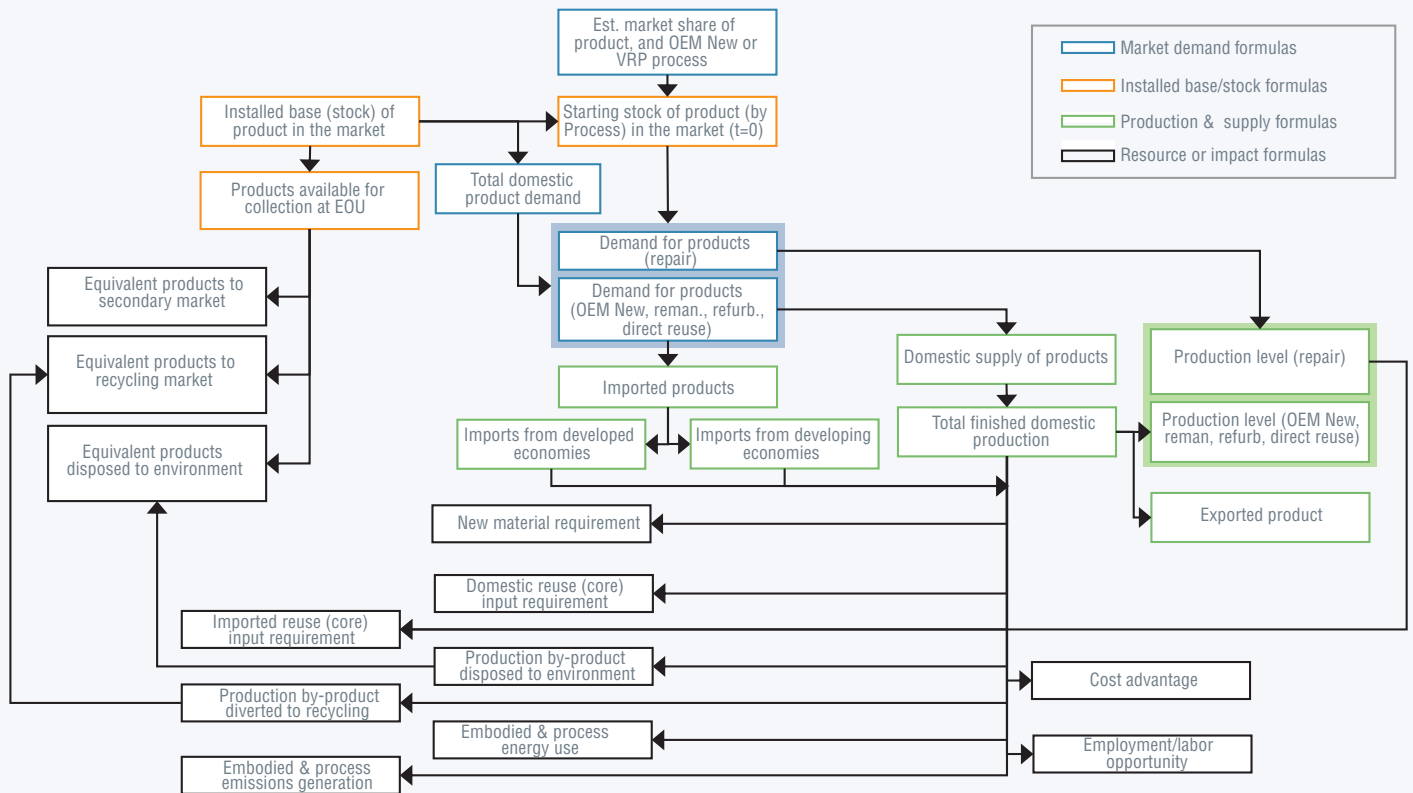 Est. market share of
product, and OEM New or
VRP process
Market demand formulas
Installed base/stock formulas
Production & supply formulas
Resource or impact formulas
Installed base (stock) of
product in the market
Starting stock of product (by
Process) in the market (t=0)
Products available for
collection at EOU
Total domestic
product demand
Demand for products
(repair)
Demand for products
(OEM New, reman., refurb.,
direct reuse)
Equivalent products to
secondary market
Equivalent products to
recycling market
Equivalent products
disposed to environment
Domestic supply of products
Production level (repair)
Imported products
Total finished domestic
production
Production level (OEM New,
reman, refurb, direct reuse)
Imports from developed
economies
Imports from developing
economies
Exported product
New material requirement
Domestic reuse (core)
input requirement
Imported reuse (core)
input requirement
Production by-product
disposed to environment
Cost advantage
Production by-product
diverted to recycling
Embodied & process
energy use
Employment/labor
opportunity
Embodied & process
emissions generation